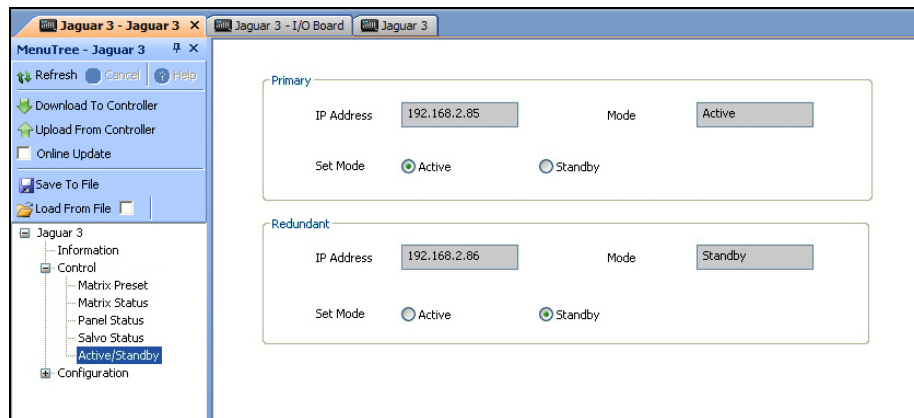 Jaguar 3 - Jaguar 3 X
Jaguar 3 - I/O Board
Jaguar 3
MenuTree - Jaguar 3
Refresh Cancel Help
Download To Controller
Upload From Controller
Online Update
Save To File
Load From File
Jaguar 3
Information
Control
Matrix Preset
Matrix Status
Panel Status
Salvo Status
Active/Standby
Configuration
Primary
IP Address 192.168.2.85 Mode Active
Set Mode Active Standby
Redundant
IP Address 192.168.2.86 Mode Standby
Set Mode Active Standby